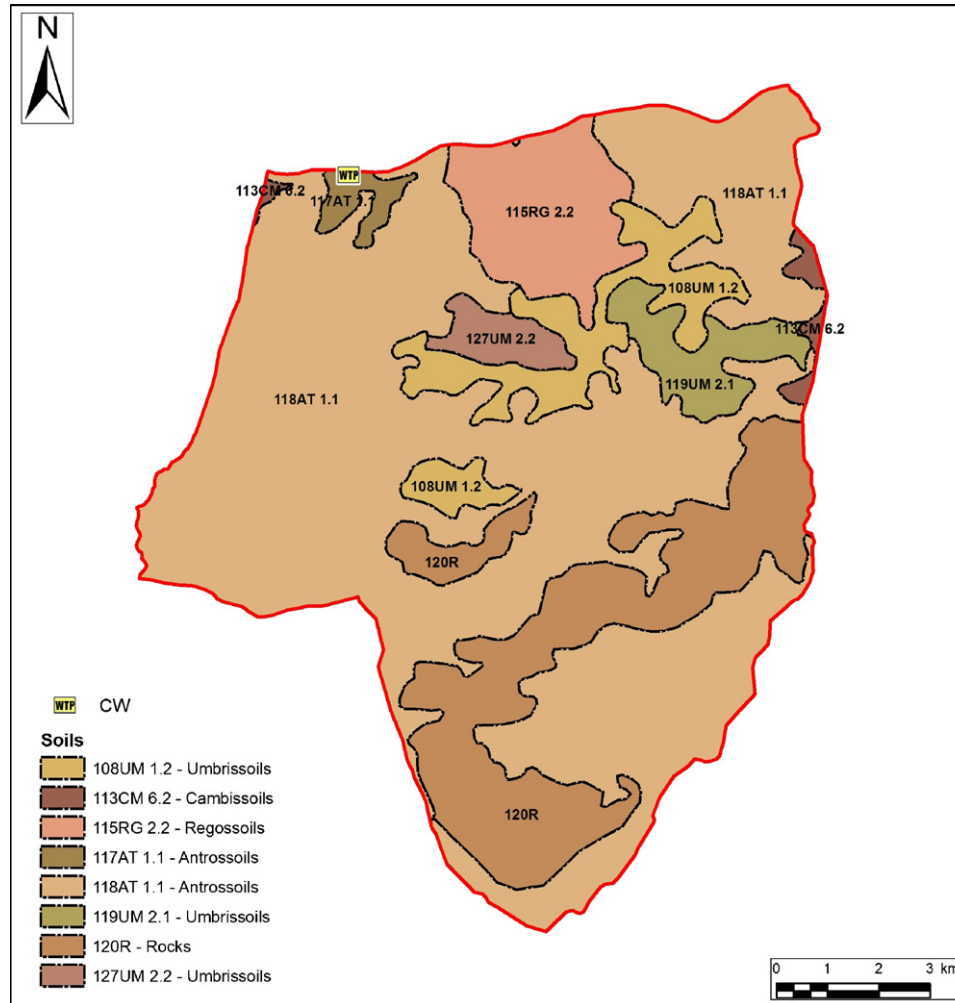 N
WTP
113CM 6.2
117AT 1.1
118AT 1.1
115RG 2.2
108UM 1.2
113CM 6.2
127UM 2.2
119UM 2.1
118AT 1.1
108UM 1.2
120R
120R
WTP CW
Soils
108UM 1.2 - Umbrissoils
113CM 6.2 - Cambissoils
115RG 2.2 - Regossoils
117AT 1.1 - Antrossoils
118AT 1.1 - Antrossoils
119UM 2.1 - Umbrissoils
120R - Rocks
127UM 2.2 - Umbrissoils
0 1 2 3 km